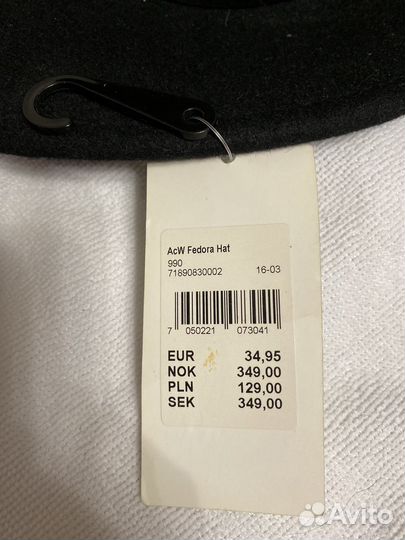 AcW Fedora Hat
990
71890830002 16-03
7 050221 073041
EUR 34,95
NOK 349,00
PLN 129,00
SEK 349,00
Avito